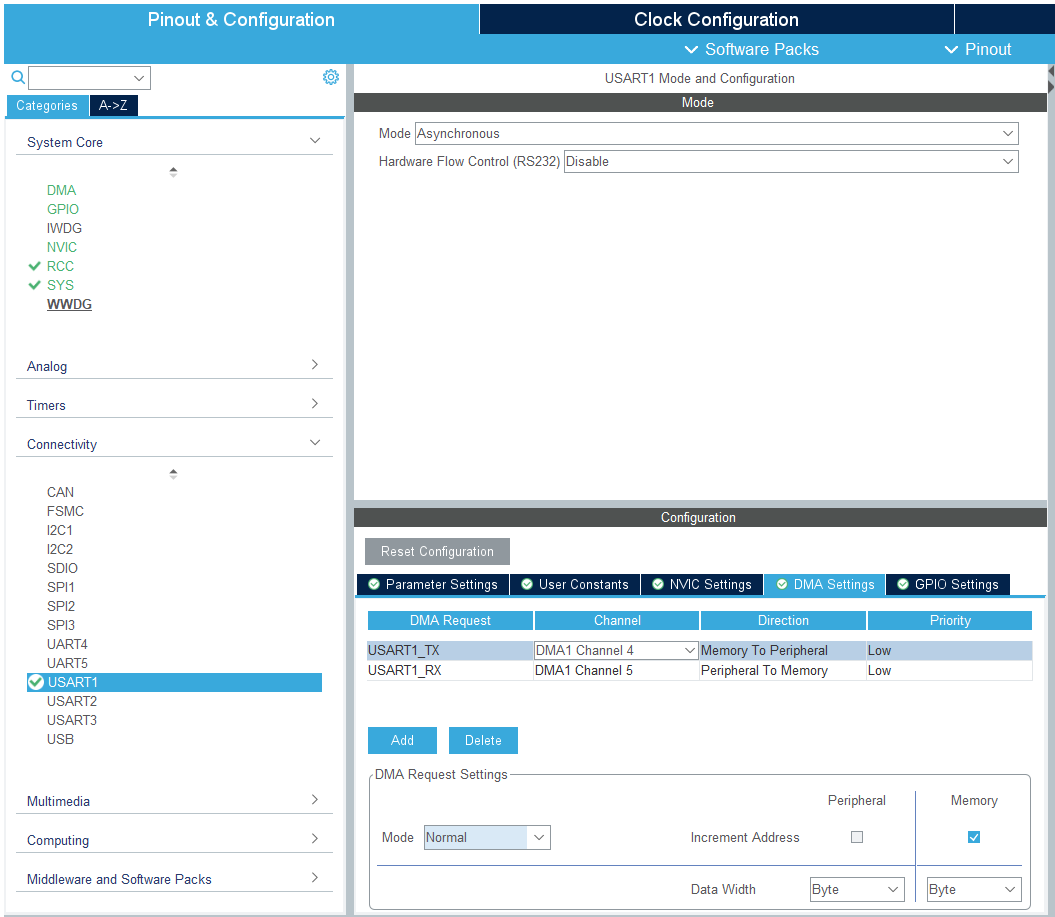 Pinout & Configuration
Clock Configuration
Software Packs
Pinout
Categories
A->Z
System Core
DMA
GPIO
IWDG
NVIC
RCC
SYS
WWDG
Analog
Timers
Connectivity
CAN
FSMC
I2C1
I2C2
SDIO
SPI1
SPI2
SPI3
UART4
UART5
USART1
USART2
USART3
USB
Multimedia
Computing
Middleware and Software Packs
USART1 Mode and Configuration
Mode
Mode Asynchronous
Hardware Flow Control (RS232) Disable
Configuration
Reset Configuration
Parameter Settings User Constants NVIC Settings DMA Settings GPIO Settings
DMA Request Channel Direction Priority
USART1_TX DMA1 Channel 4 Memory To Peripheral Low
USART1_RX DMA1 Channel 5 Peripheral To Memory Low
Add Delete
DMA Request Settings
Peripheral Memory
Mode Normal Increment Address
Data Width Byte Byte